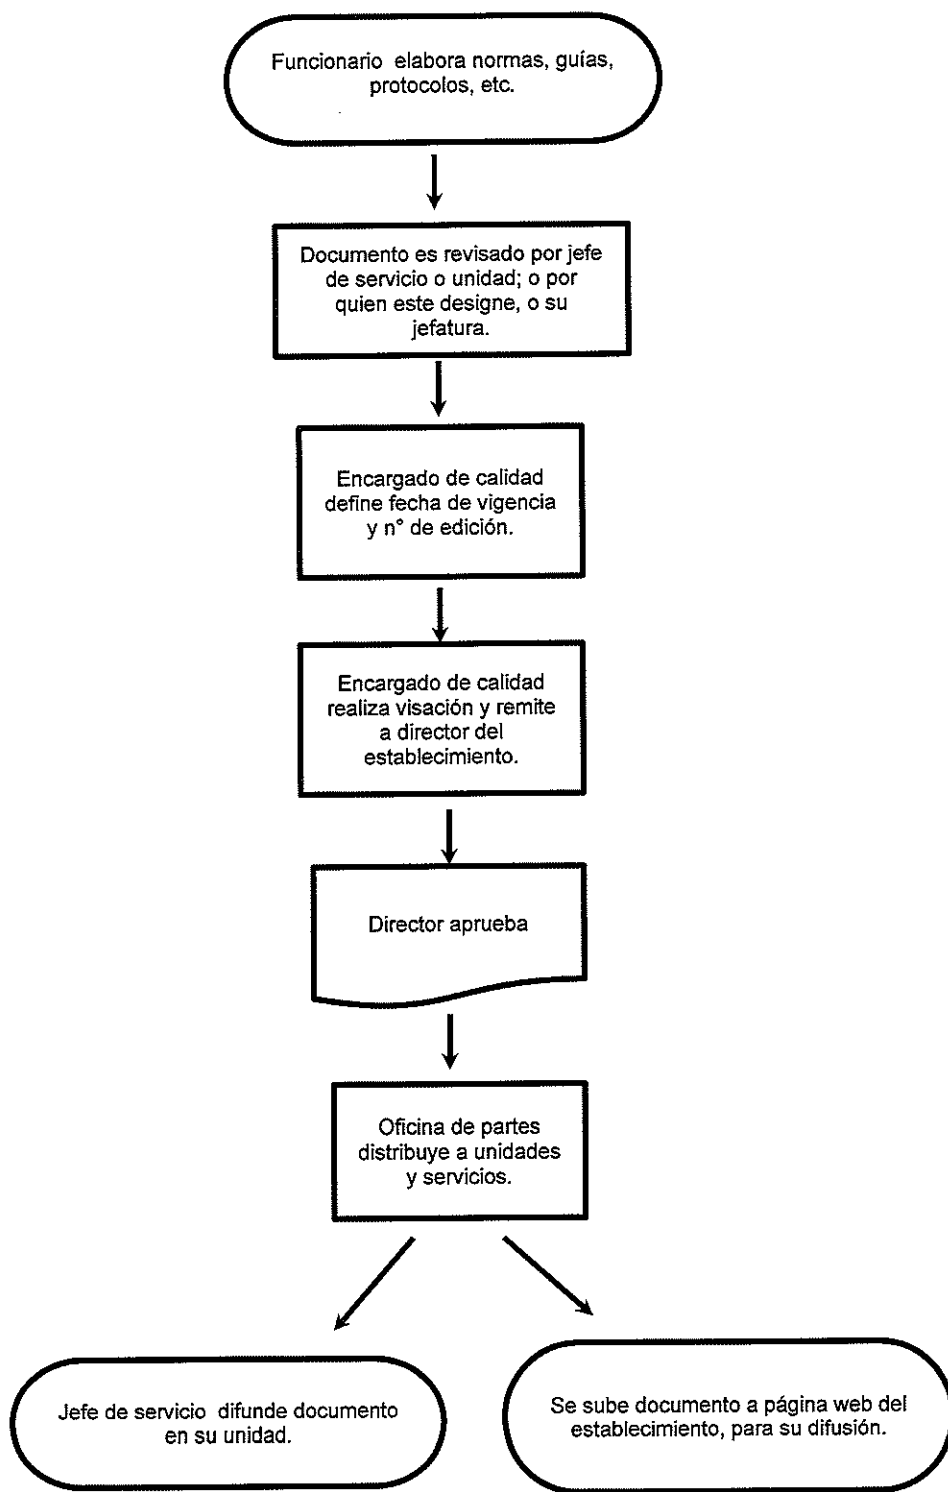 Funcionario elabora normas, guías,
protocolos, etc.
Documento es revisado por jefe
de servicio o unidad; o por
quien este designe, o su
jefatura.
Encargado de calidad
define fecha de vigencia
y n° de edición.
Encargado de calidad
realiza visación y remite
a director del
establecimiento.
Director aprueba
Oficina de partes
distribuye a unidades
y servicios.
Jefe de servicio difunde documento
en su unidad.
Se sube documento a página web del
establecimiento, para su difusión.